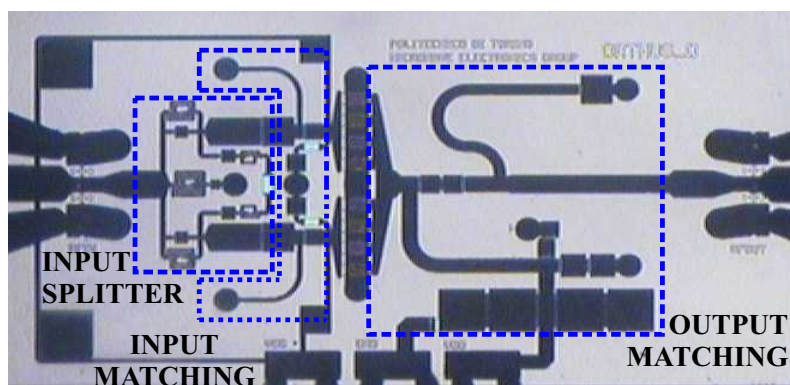 POLITECNICO DI TORINO
MICROWAVE ELECTRONICS GROUP
INPUT
SPLITTER
INPUT
MATCHING
OUTPUT
MATCHING